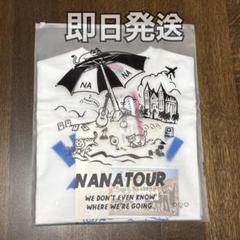 即日発送
NA
NA
NANATOUR
WE DON'T EVEN KNOW
WHERE WE'RE GOING